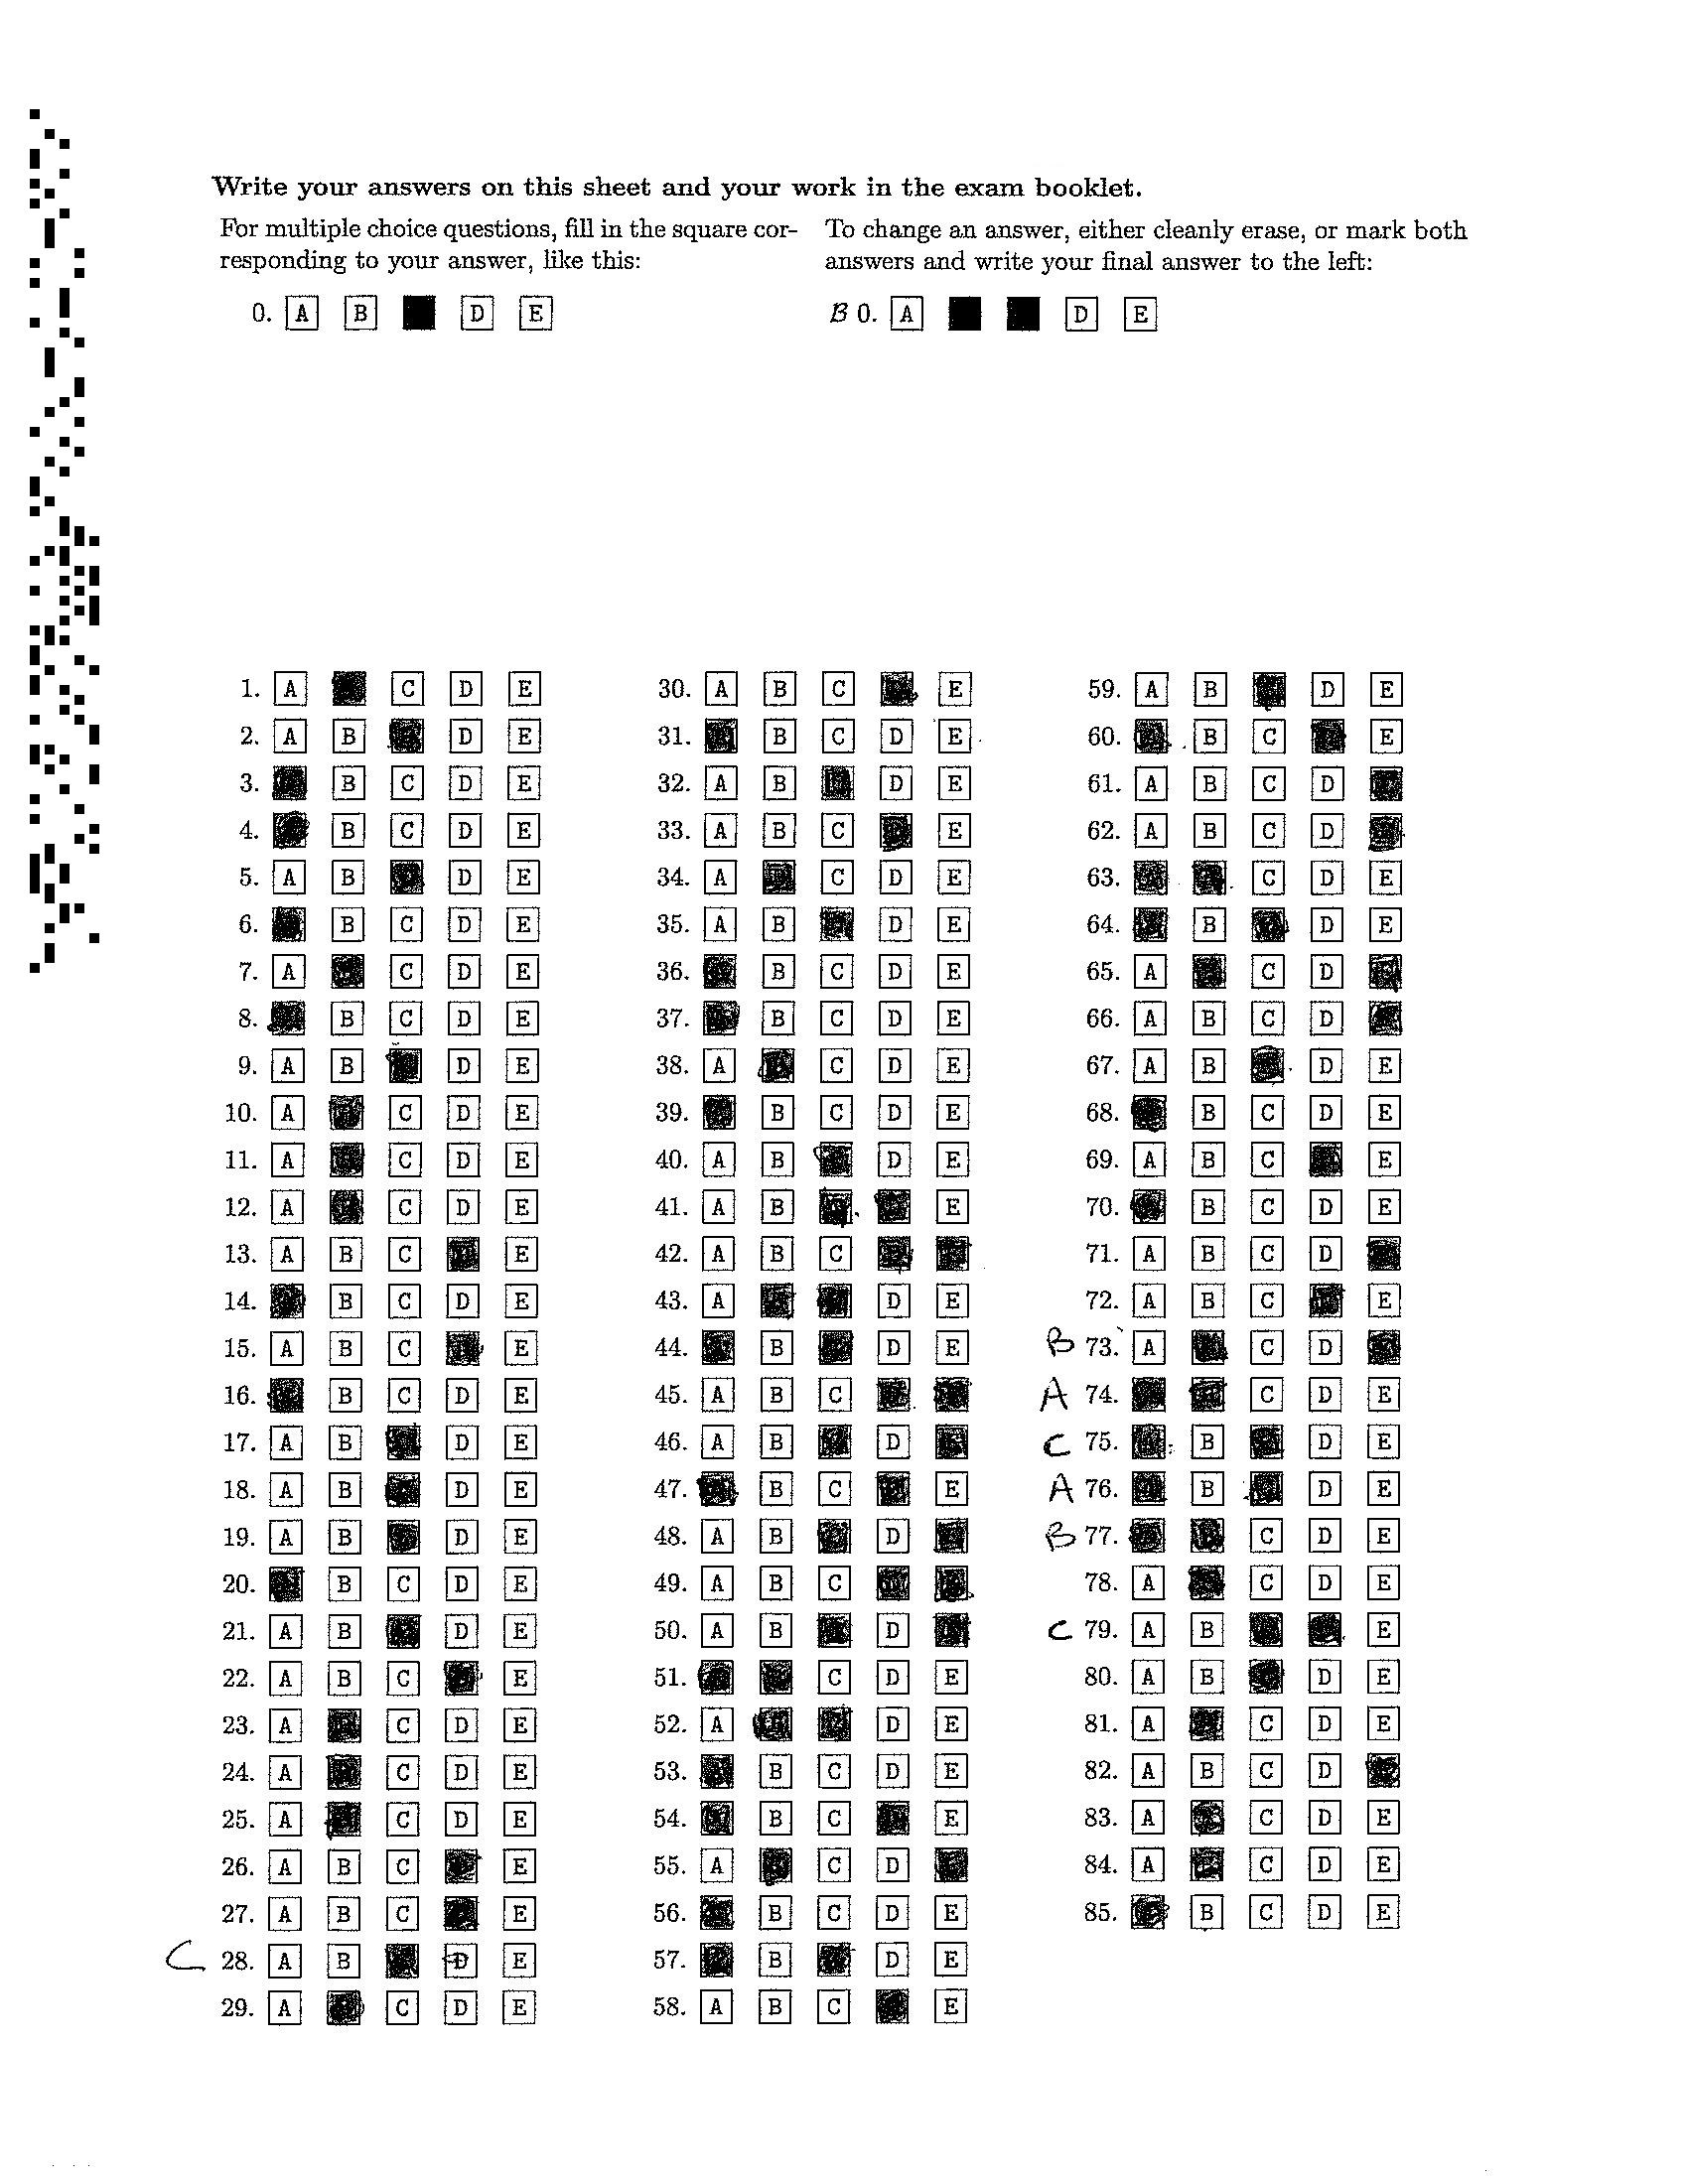 Write your answers on this sheet and your work in the exam booklet.
For multiple choice questions, fill in the square cor-
responding to your answer, like this:
0. A B D E
To change an answer, either cleanly erase, or mark both
answers and write your final answer to the left:
B 0. A D E
1. A C D E
2. A B D E
3. B C D E
4. B C D E
5. A B D E
6. B C D E
7. A C D E
8. B C D E
9. A B D E
10. A C D E
11. A C D E
12. A C D E
13. A B C E
14. B C D E
15. A B C E
16. B C D E
17. A B D E
18. A B D E
19. A B D E
20. B C D E
21. A B D E
22. A B C E
23. A C D E
24. A C D E
25. A C D E
26. A B C E
27. A B C E
C 28. A B D E
29. A C D E
30. A B C E
31. B C D E
32. A B D E
33. A B C E
34. A C D E
35. A B D E
36. B C D E
37. B C D E
38. A C D E
39. B C D E
40. A B D E
41. A B E
42. A B C
43. A D E
44. B D E
45. A B C
46. A B D
47. B C E
48. A B D
49. A B C
50. A B D
51. C D E
52. A D E
53. B C D E
54. B C E
55. A C D
56. B C D E
57. B D E
58. A B C E
59. A B D E
60. B C E
61. A B C D
62. A B C D
63. C D E
64. B D E
65. A C D
66. A B C D
67. A B D E
68. B C D E
69. A B C E
70. B C D E
71. A B C D
72. A B C E
B 73. A C D
A 74. C D E
C 75. B D E
A 76. B D E
B 77. C D E
78. A C D E
C 79. A B E
80. A B D E
81. A C D E
82. A B C D
83. A C D E
84. A C D E
85. B C D E